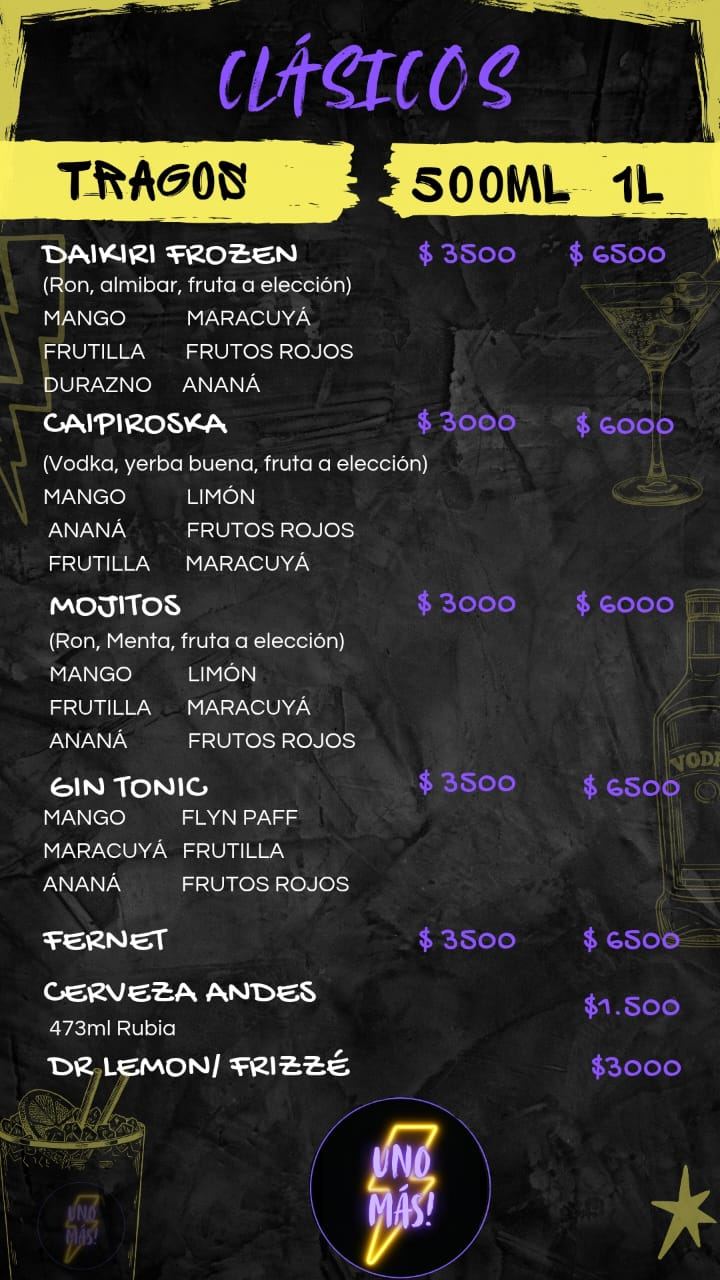 CLÁSICOS
TRAGOS 500ML 1L
DAIKIRI FROZEN $ 3500 $ 6500
(Ron, almibar, fruta a elección)
MANGO MARACUYÁ
FRUTILLA FRUTOS ROJOS
DURAZNO ANANÁ
CAIPIROSKA $ 3000 $ 6000
(Vodka, yerba buena, fruta a elección)
MANGO LIMÓN
ANANÁ FRUTOS ROJOS
FRUTILLA MARACUYÁ
MOJITOS $ 3000 $ 6000
(Ron, Menta, fruta a elección)
MANGO LIMÓN
FRUTILLA MARACUYÁ
ANANÁ FRUTOS ROJOS
VODK
GIN TONIC $ 3500 $ 6500
MANGO FLYN PAFF
MARACUYÁ FRUTILLA
ANANÁ FRUTOS ROJOS
FERNET $ 3500 $ 6500
CERVEZA ANDES $1.500
473ml Rubia
DR LEMON/ FRIZZÉ $3000
UNO
MÁS!
UNO
MÁS!